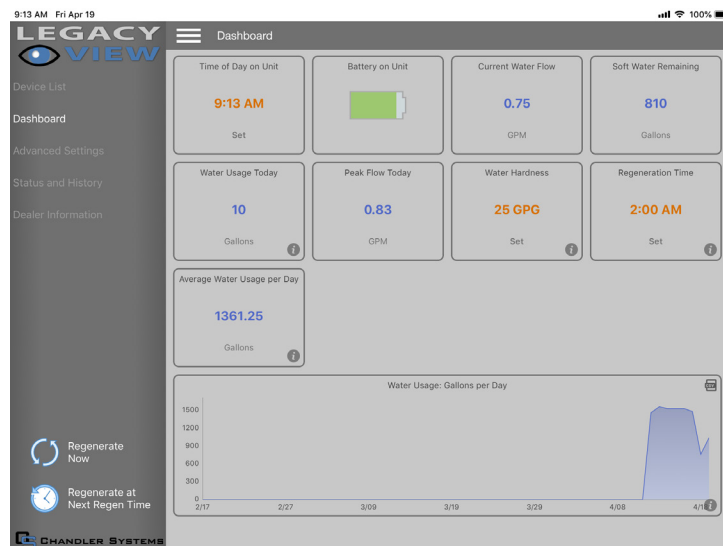 9:13 AM Fri Apr 19
100%
LEGACY
VIEW
Device List
Dashboard
Advanced Settings
Status and History
Dealer Information
Regenerate
Now
Regenerate at
Next Regen Time
CHANDLER SYSTEMS
Dashboard
Time of Day on Unit
9:13 AM
Set
Battery on Unit
Current Water Flow
0.75
GPM
Soft Water Remaining
810
Gallons
Water Usage Today
10
Gallons
Peak Flow Today
0.83
GPM
Water Hardness
25 GPG
Set
Regeneration Time
2:00 AM
Set
Average Water Usage per Day
1361.25
Gallons
Water Usage: Gallons per Day
1500
1200
900
600
300
0
2/17 2/27 3/09 3/19 3/29 4/08